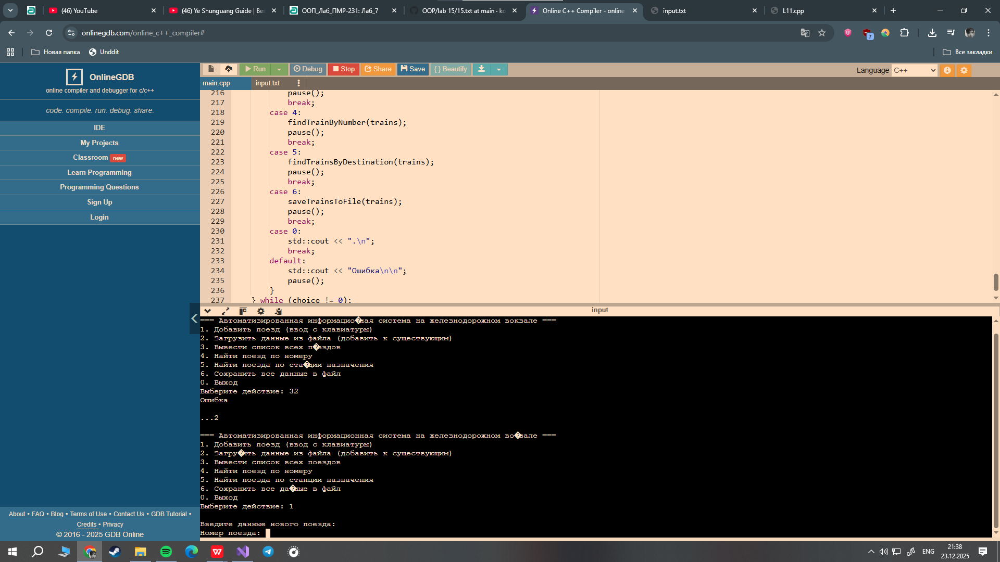 (46) YouTube
(46) Ye Shunguang Guide | Bes
ООП_Лаб_ПМР-231: Лаб_7
OOP/lab 15/15.txt at main · ko
Online C++ Compiler - online
input.txt
L11.cpp
onlinegdb.com/online_c++_compiler#
7
Новая папка
Unddit
Все закладки
OnlineGDB
online compiler and debugger for c/c++
code. compile. run. debug. share.
IDE
My Projects
Classroom new
Learn Programming
Programming Questions
Sign Up
Login
About • FAQ • Blog • Terms of Use • Contact Us • GDB Tutorial •
Credits • Privacy
© 2016 - 2025 GDB Online
Run
Debug
Stop
Share
Save
{ } Beautify
Language C++
main.cpp
input.txt
216 pause();
217 break;
218 case 4:
219 findTrainByNumber(trains);
220 pause();
221 break;
222 case 5:
223 findTrainsByDestination(trains);
224 pause();
225 break;
226 case 6:
227 saveTrainsToFile(trains);
228 pause();
229 break;
230 case 0:
231 std::cout << ".\n";
232 break;
233 default:
234 std::cout << "Ошибка\n\n";
235 pause();
236 }
237 } while (choice != 0);
input
=== Автоматизированная информацио�ная система на железнодорожном вокзале ===
1. Добавить поезд (ввод с клавиатуры)
2. Загрузить данные из файла (добавить к существующим)
3. Вывести список всех п�ездов
4. Найти поезд по номеру
5. Найти поезда по ста�ции назначения
6. Сохранить все данные в файл
0. Выход
Выберите действие: 32
Ошибка
...2
=== Автоматизированная информационная система на железнодорожном во�зале ===
1. Добавить поезд (ввод с клавиатуры)
2. Загру�ить данные из файла (добавить к существующим)
3. Вывести список всех поездов
4. Найти поезд по номеру
5. Найти поезда по станции назначения
6. Сохранить все да�ные в файл
0. Выход
Выберите действие: 1
Введите данные нового поезда:
Номер поезда:
ENG
21:38
23.12.2025